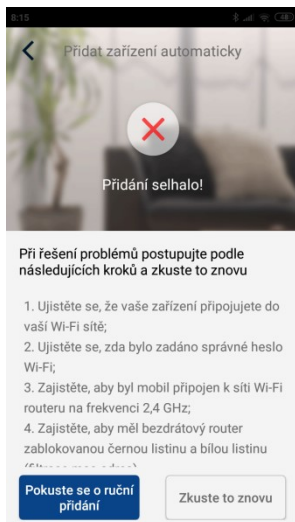 8:15
48
Přidat zařízení automaticky
Přidání selhalo!
Při řešení problémů postupujte podle
následujících kroků a zkuste to znovu
1. Ujistěte se, že vaše zařízení připojujete do
vaší Wi-Fi sítě;
2. Ujistěte se, zda bylo zadáno správné heslo
Wi-Fi;
3. Zajistěte, aby byl mobil připojen k síti Wi-Fi
routeru na frekvenci 2,4 GHz;
4. Zajistěte, aby měl bezdrátový router
zablokovanou černou listinu a bílou listinu
Pokuste se o ruční
přidání
Zkuste to znovu